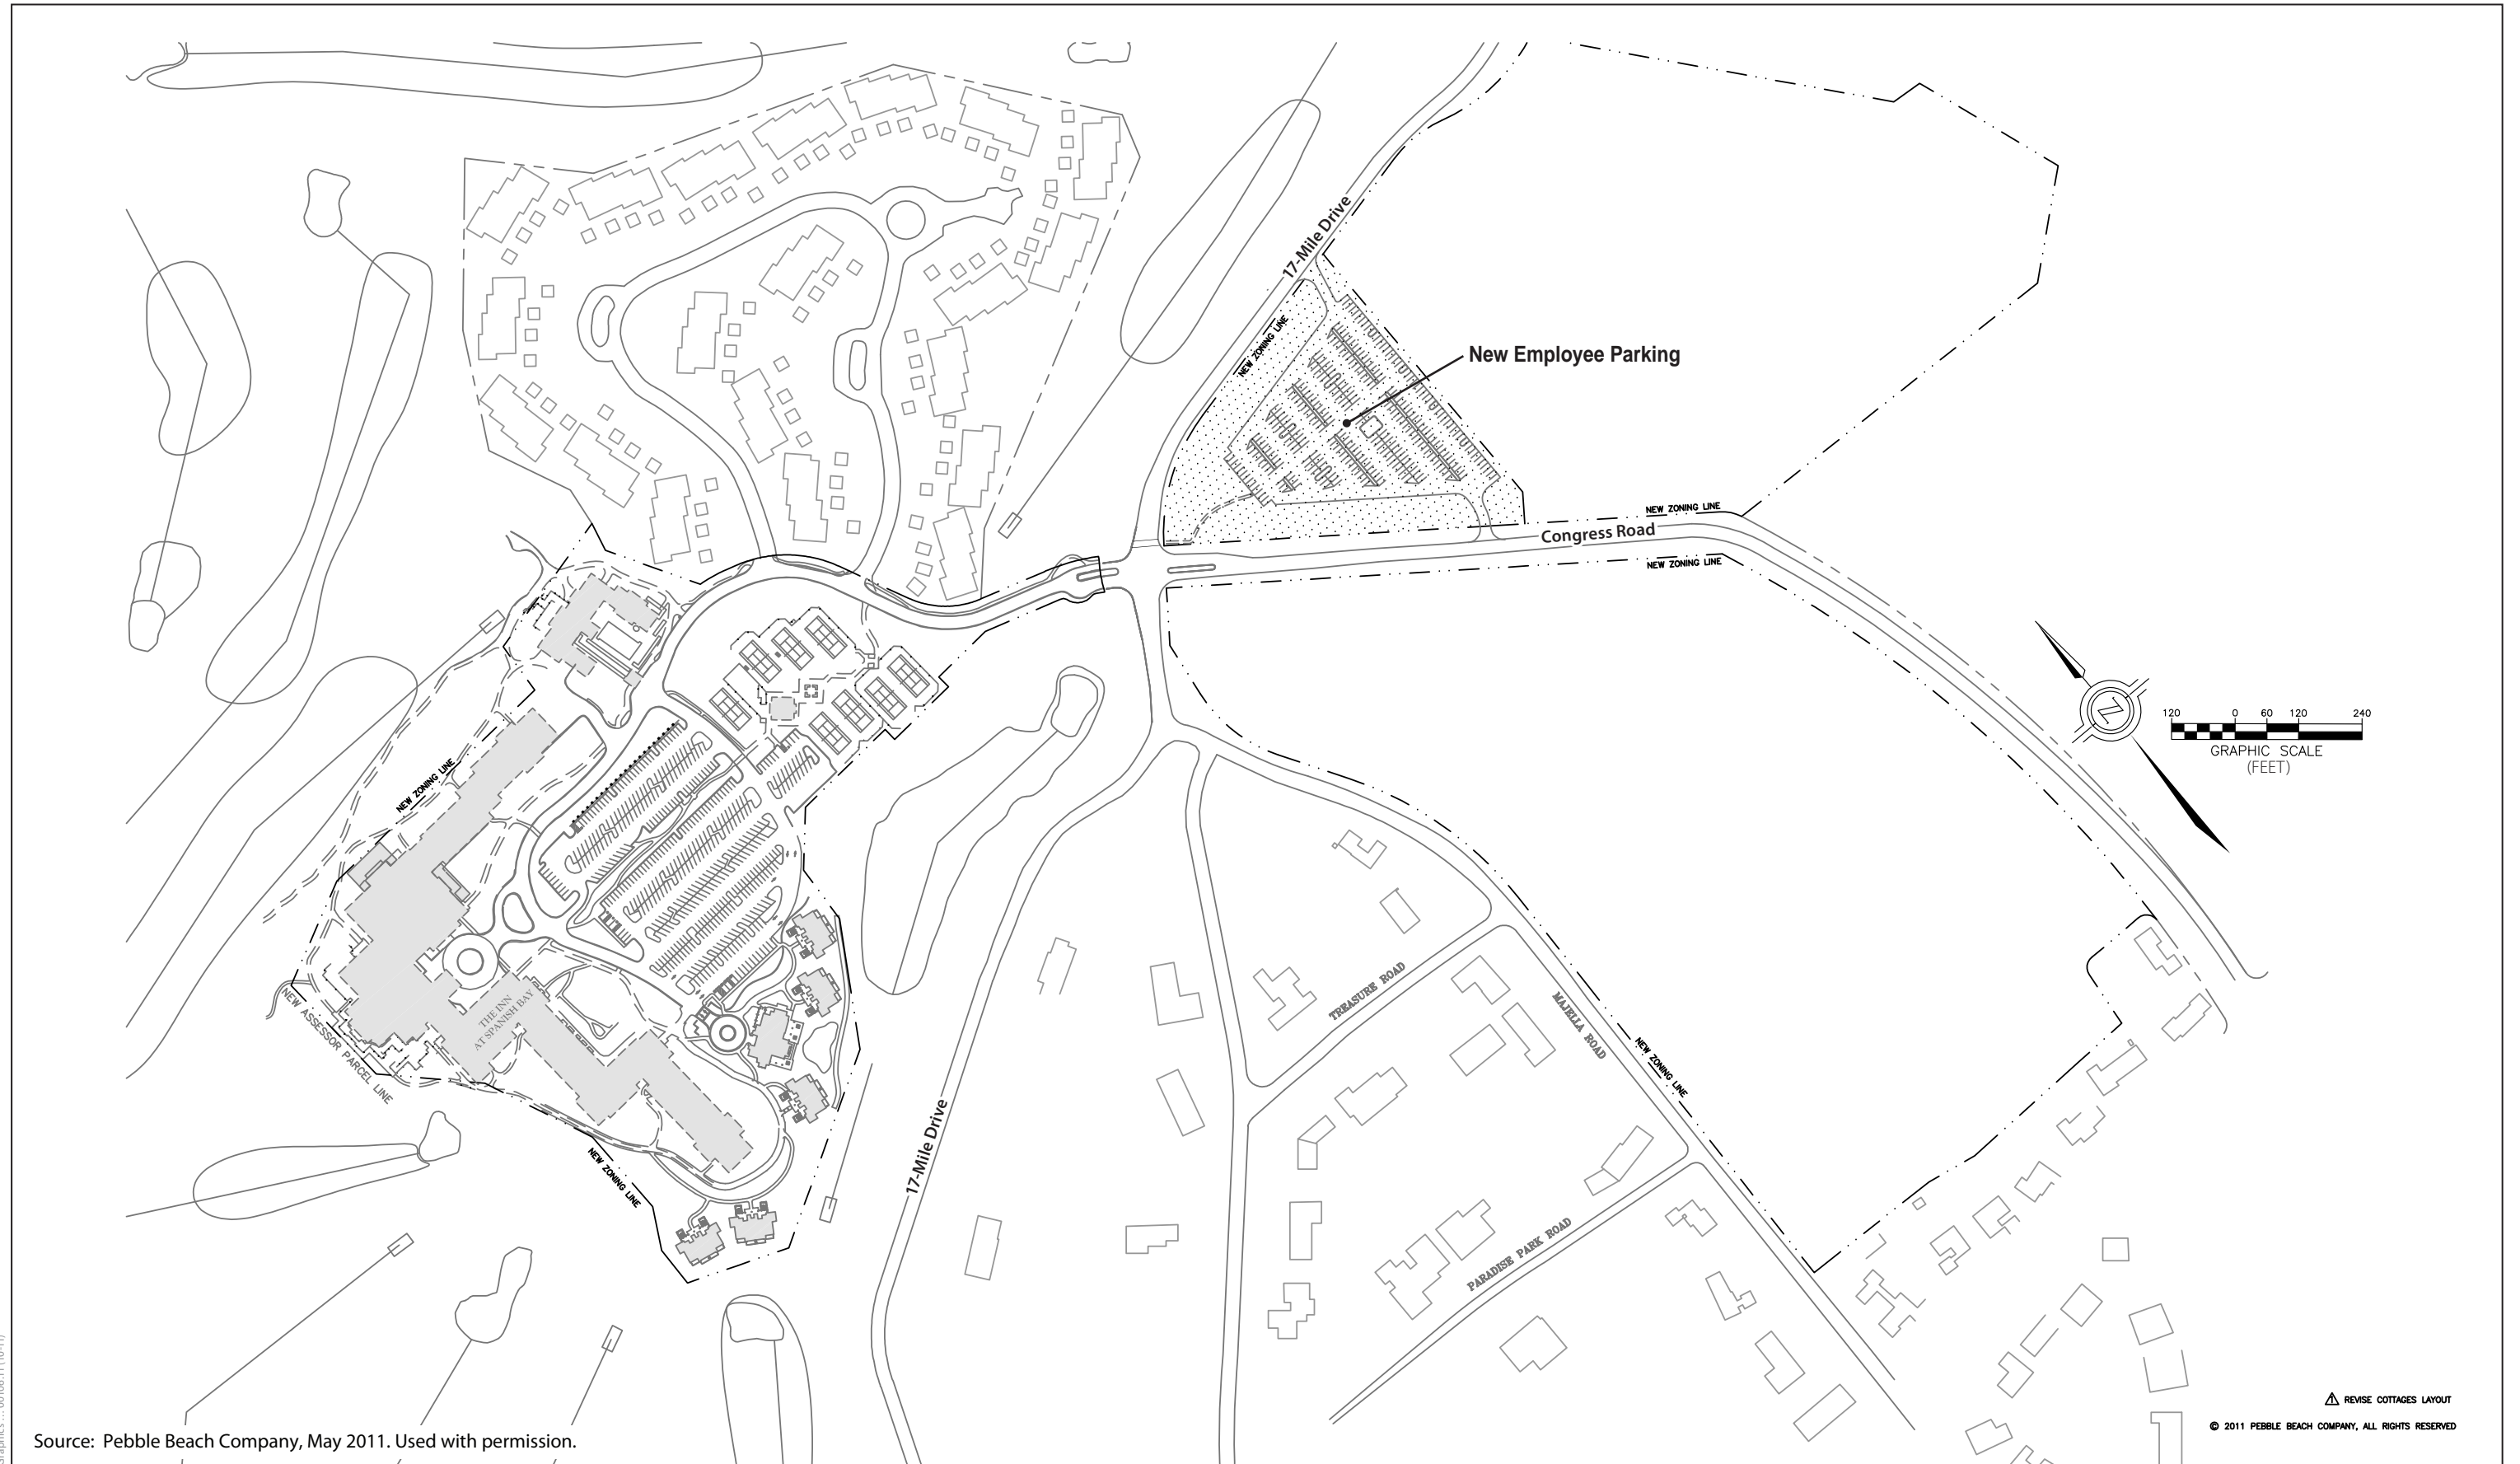 17-Mile Drive
NEW ZONING LINE
New Employee Parking
NEW ZONING LINE
Congress Road
NEW ZONING LINE
N
120 0 60 120 240
GRAPHIC SCALE
(FEET)
NEW ZONING LINE
THE INN
AT SPANISH BAY
NEW ASSESSOR PARCEL LINE
TREASURE ROAD
MAJELLA ROAD
NEW ZONING LINE
17-Mile Drive
NEW ZONING LINE
PARADISE PARK ROAD
REVISE COTTAGES LAYOUT
© 2011 PEBBLE BEACH COMPANY, ALL RIGHTS RESERVED
Source: Pebble Beach Company, May 2011. Used with permission.